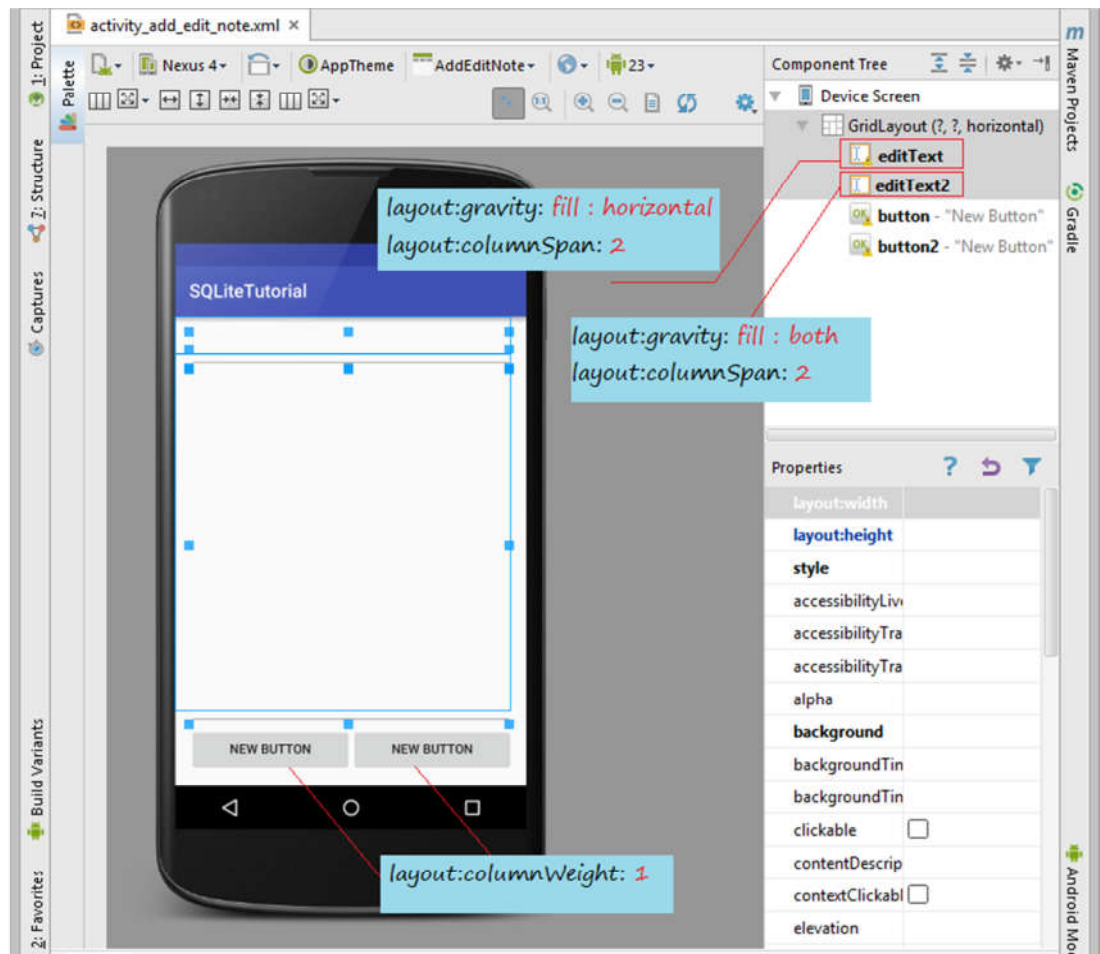 1: Project
7: Structure
Captures
Build Variants
2: Favorites
activity_add_edit_note.xml ×
Palette
Nexus 4
AppTheme
AddEditNote
23
Component Tree
Device Screen
GridLayout (?, ?, horizontal)
editText
editText2
button - "New Button"
button2 - "New Button"
layout:gravity: fill : horizontal
layout:columnSpan: 2
SQLiteTutorial
layout:gravity: fill : both
layout:columnSpan: 2
NEW BUTTON NEW BUTTON
layout:columnWeight: 1
Properties
layout:width
layout:height
style
accessibilityLiv
accessibilityTra
accessibilityTra
alpha
background
backgroundTin
backgroundTin
clickable
contentDescrip
contextClickabl
elevation
m
Maven Projects
Gradle
Android Mo